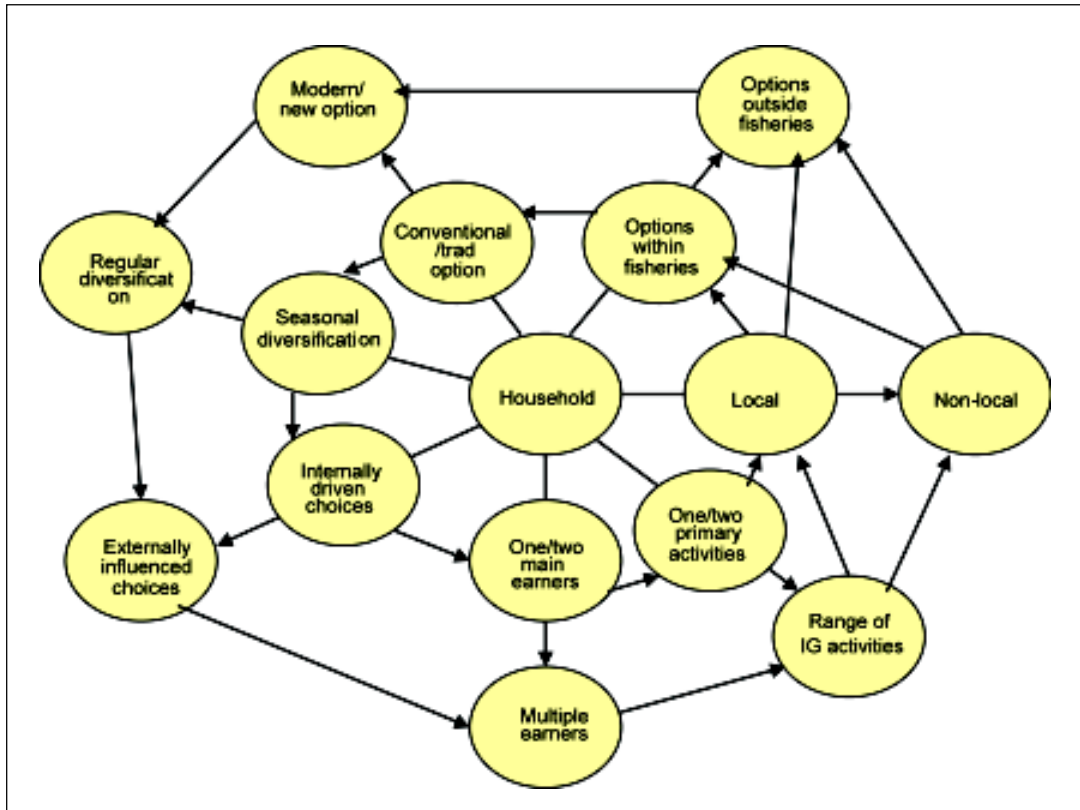 Modern/
new option
Options
outside
fisheries
Conventional
/trad
option
Options
within
fisheries
Regular
diversificati
on
Seasonal
diversification
Household
Local
Non-local
Internally
driven
choices
One/two
primary
activities
Externally
influenced
choices
One/two
main
earners
Range of
IG activities
Multiple
earners